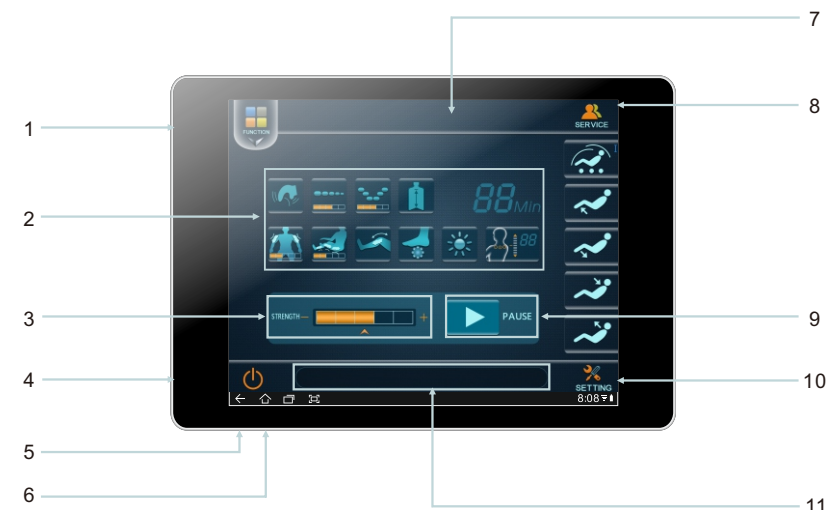 7
8
SERVICE
FUNCTION
1
88Min
2
88
9
STRENGTH
PAUSE
3
4
10
SETTING
8:08
5
6
11